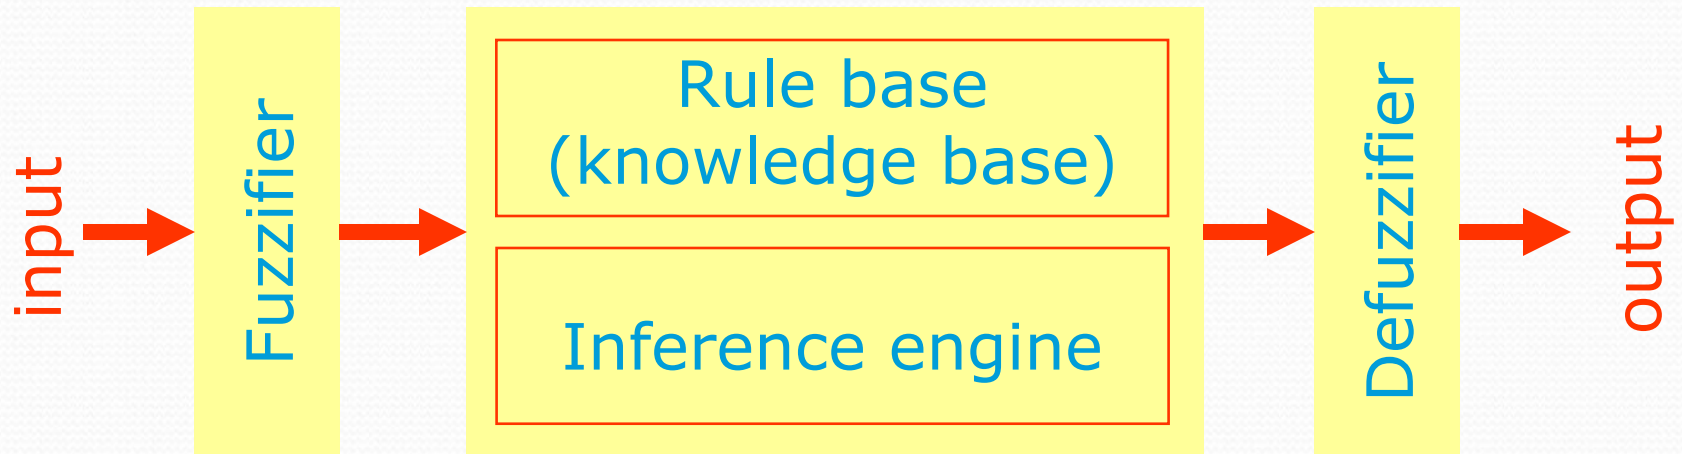 input
Fuzzifier
Rule base
(knowledge base)
Inference engine
Defuzzifier
output